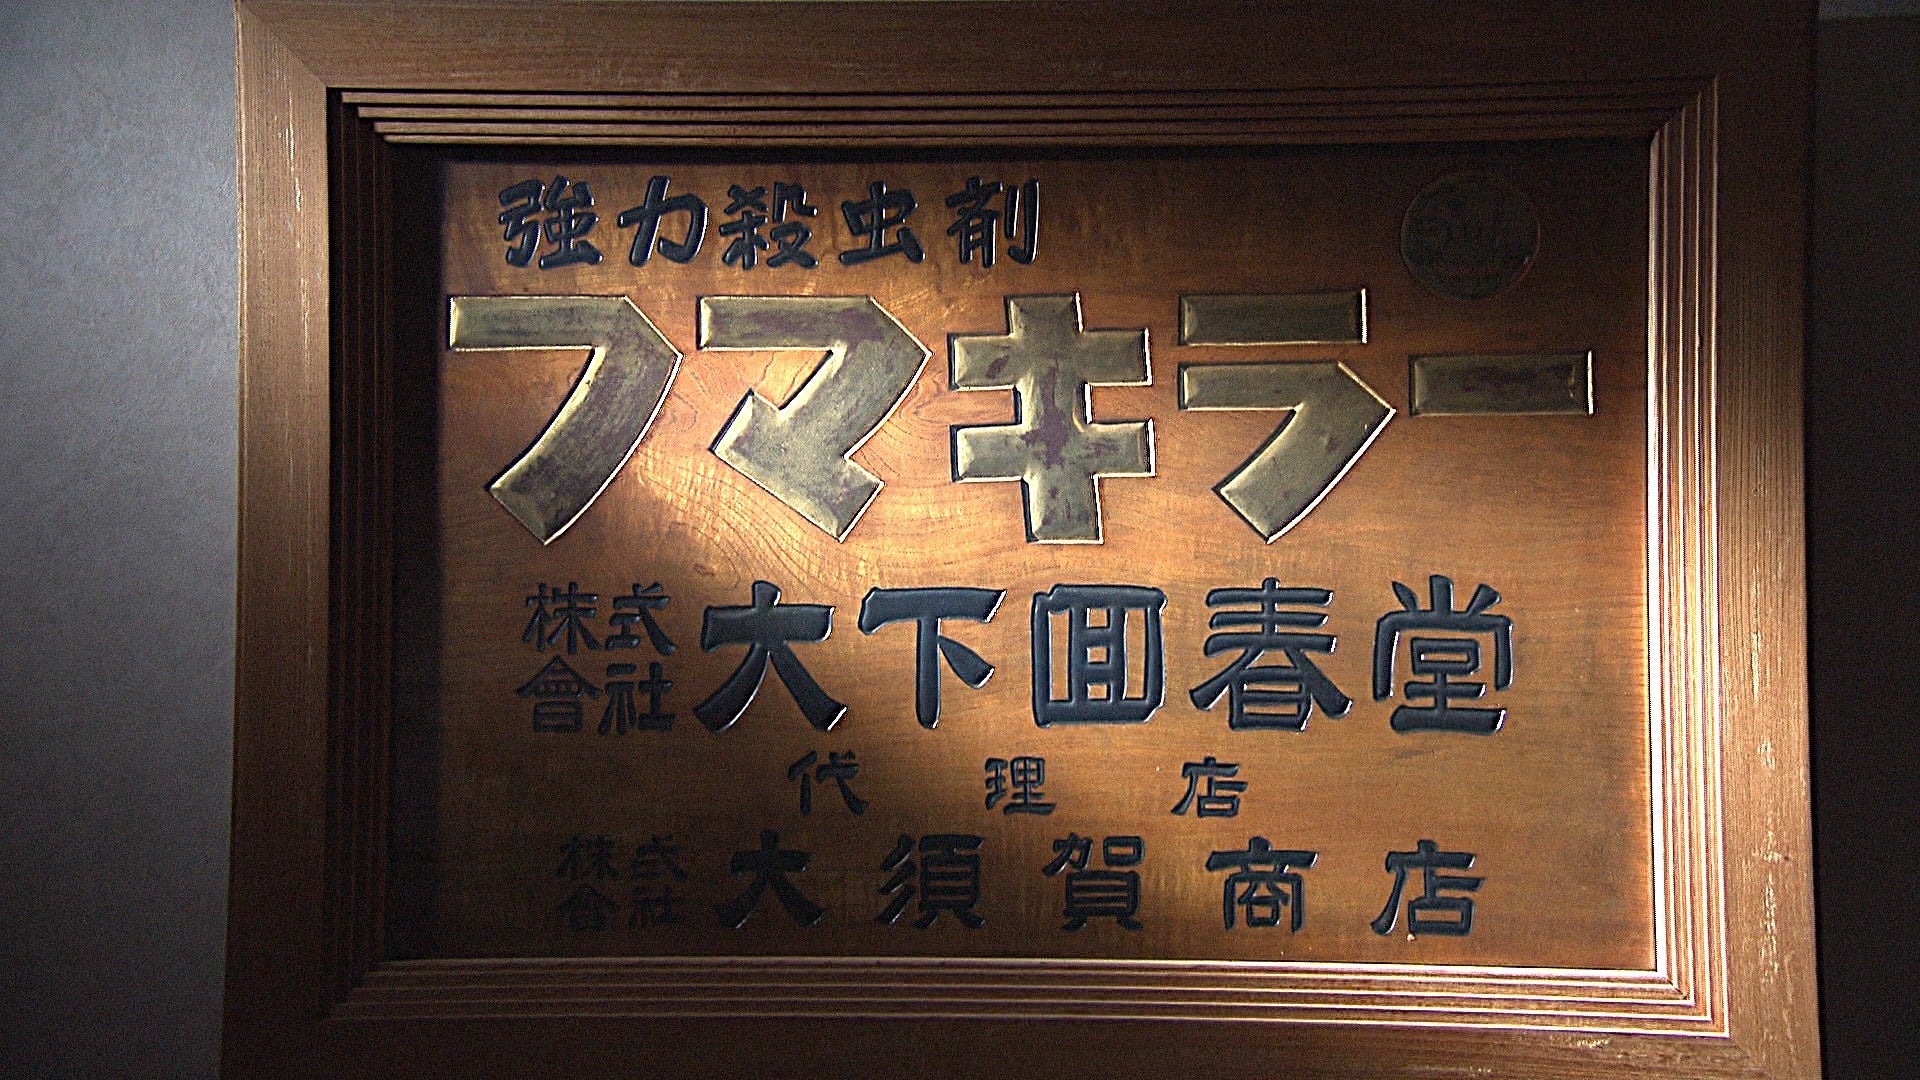 強力殺虫剤
フマキラー
株式會社 大下回春堂
代理店
株式會社 大須賀商店